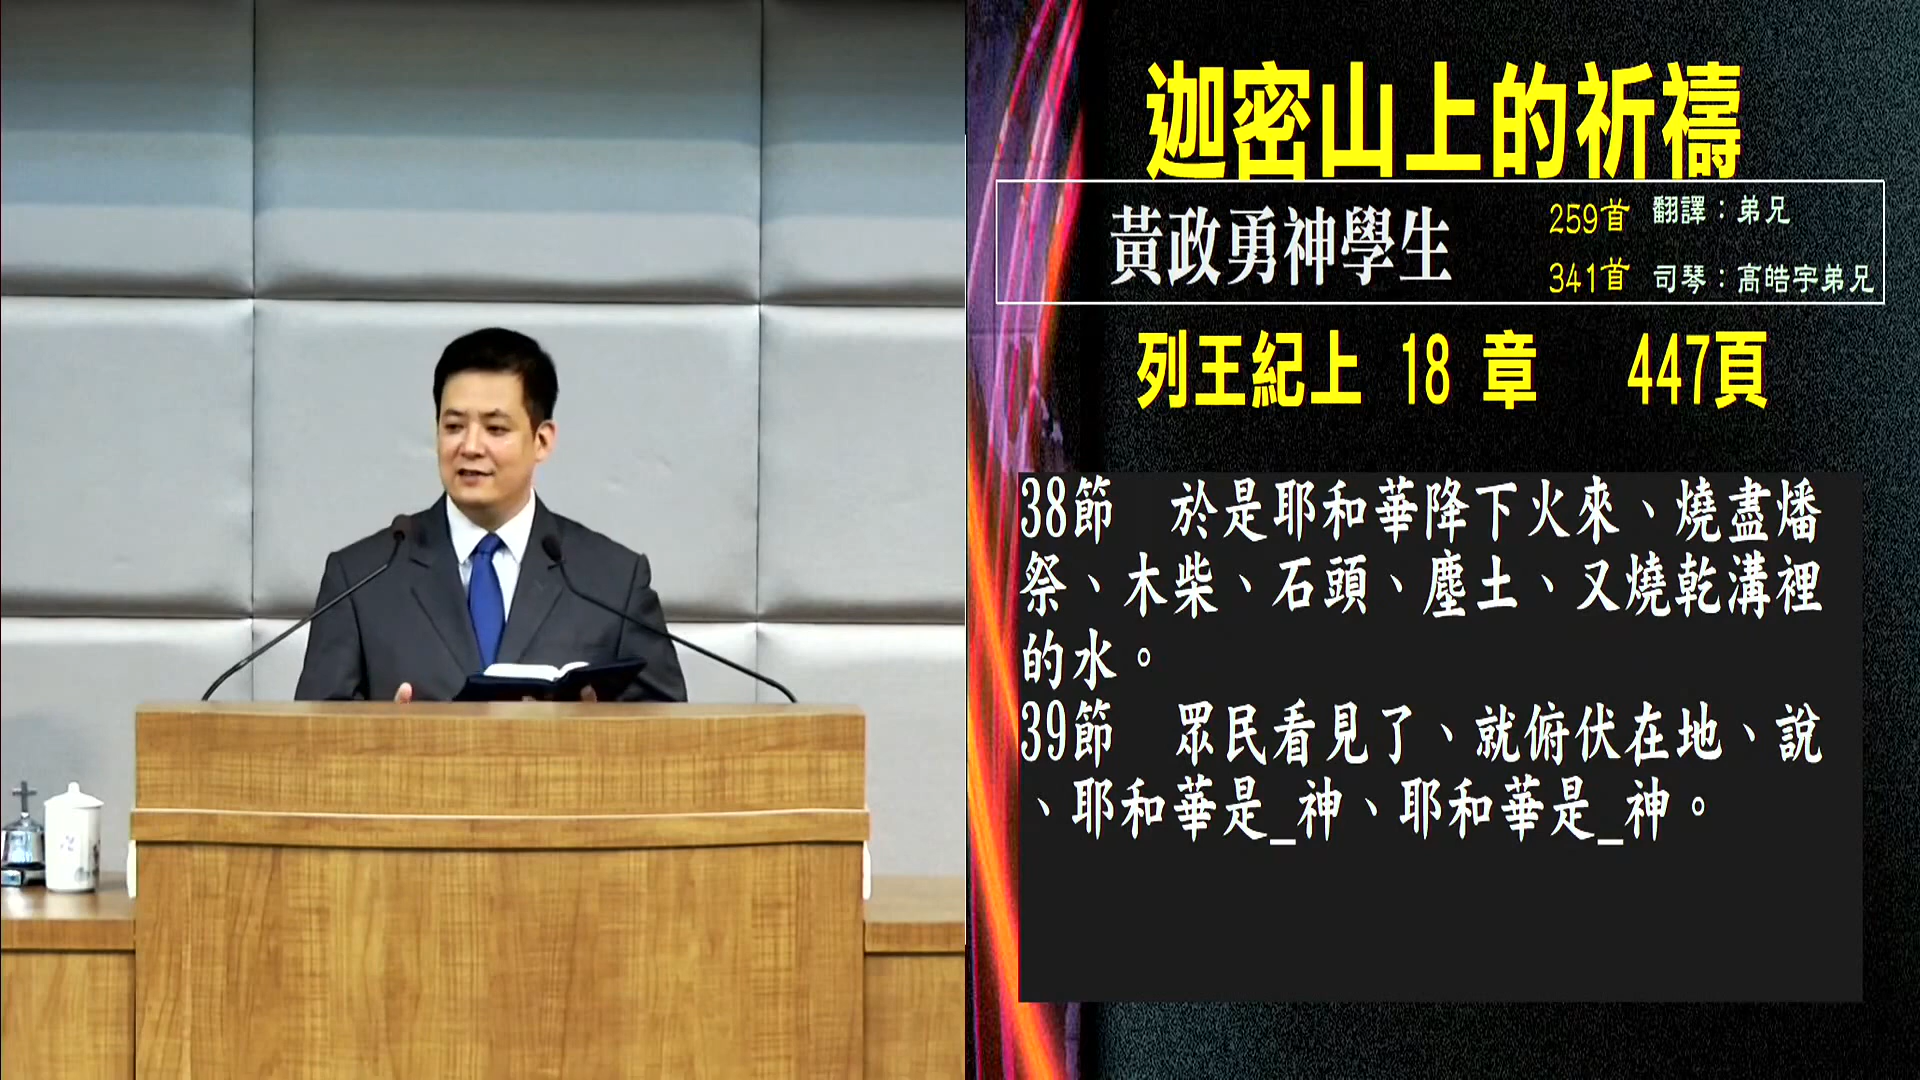 迦密山上的祈禱
黃政勇神學生
259首 翻譯：弟兄
341首 司琴：高皓宇弟兄
列王紀上 18 章 447頁
38節 於是耶和華降下火來、燒盡燔
祭、木柴、石頭、塵土、又燒乾溝裡
的水。
39節 眾民看見了、就俯伏在地、說
、耶和華是_神、耶和華是_神。